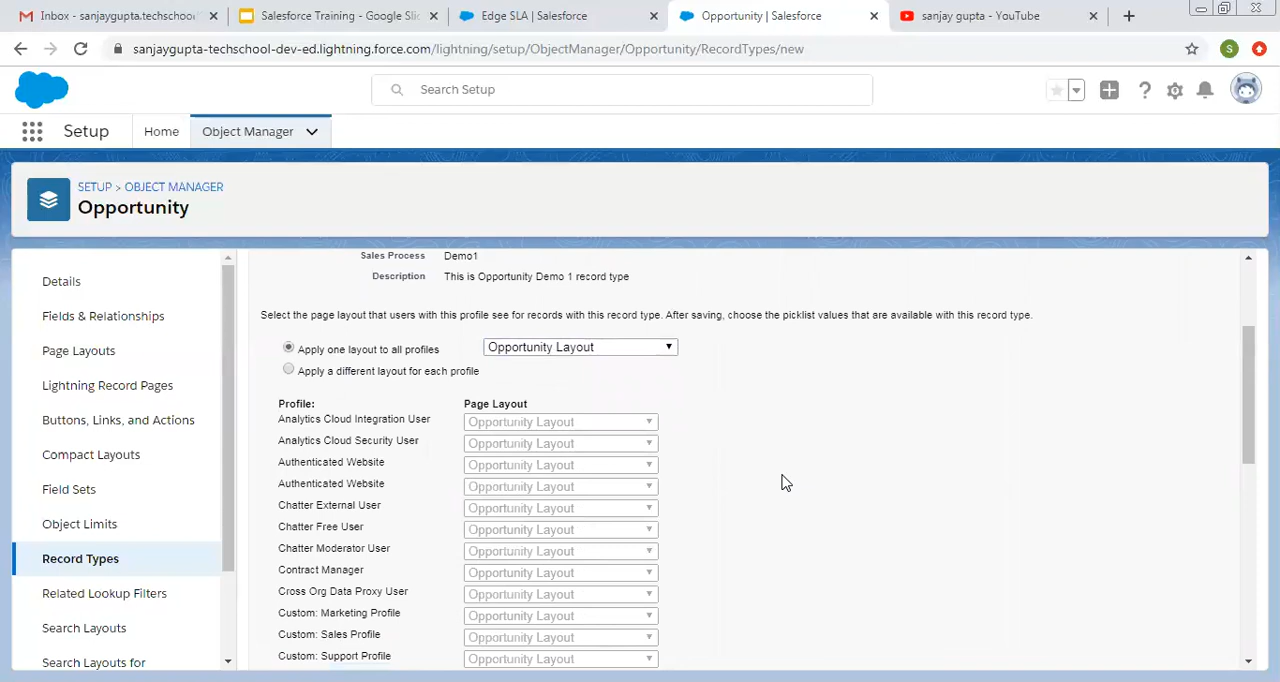 Inbox - sanjaygupta.techschool
Salesforce Training - Google Slid
Edge SLA | Salesforce
Opportunity | Salesforce
sanjay gupta - YouTube
sanjaygupta-techschool-dev-ed.lightning.force.com/lightning/setup/ObjectManager/Opportunity/RecordTypes/new
S
Search Setup
Setup
Home
Object Manager
SETUP > OBJECT MANAGER
Opportunity
Details
Fields & Relationships
Page Layouts
Lightning Record Pages
Buttons, Links, and Actions
Compact Layouts
Field Sets
Object Limits
Record Types
Related Lookup Filters
Search Layouts
Search Layouts for
Sales Process Demo1
Description This is Opportunity Demo 1 record type
Select the page layout that users with this profile see for records with this record type. After saving, choose the picklist values that are available with this record type.
Apply one layout to all profiles Opportunity Layout
Apply a different layout for each profile
Profile: Page Layout
Analytics Cloud Integration User Opportunity Layout
Analytics Cloud Security User Opportunity Layout
Authenticated Website Opportunity Layout
Authenticated Website Opportunity Layout
Chatter External User Opportunity Layout
Chatter Free User Opportunity Layout
Chatter Moderator User Opportunity Layout
Contract Manager Opportunity Layout
Cross Org Data Proxy User Opportunity Layout
Custom: Marketing Profile Opportunity Layout
Custom: Sales Profile Opportunity Layout
Custom: Support Profile Opportunity Layout